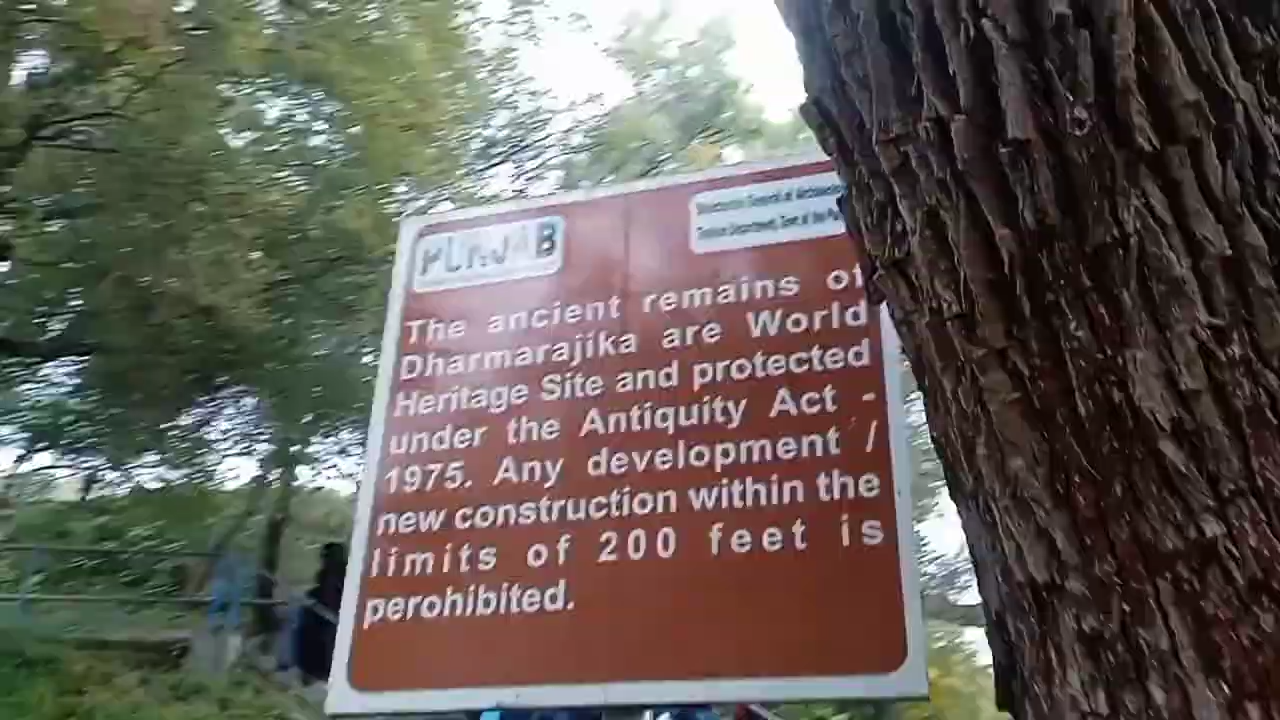 PUNJAB
The ancient remains of
Dharmarajika are World
Heritage Site and protected
under the Antiquity Act -
1975. Any development /
new construction within the
limits of 200 feet is
perohibited.